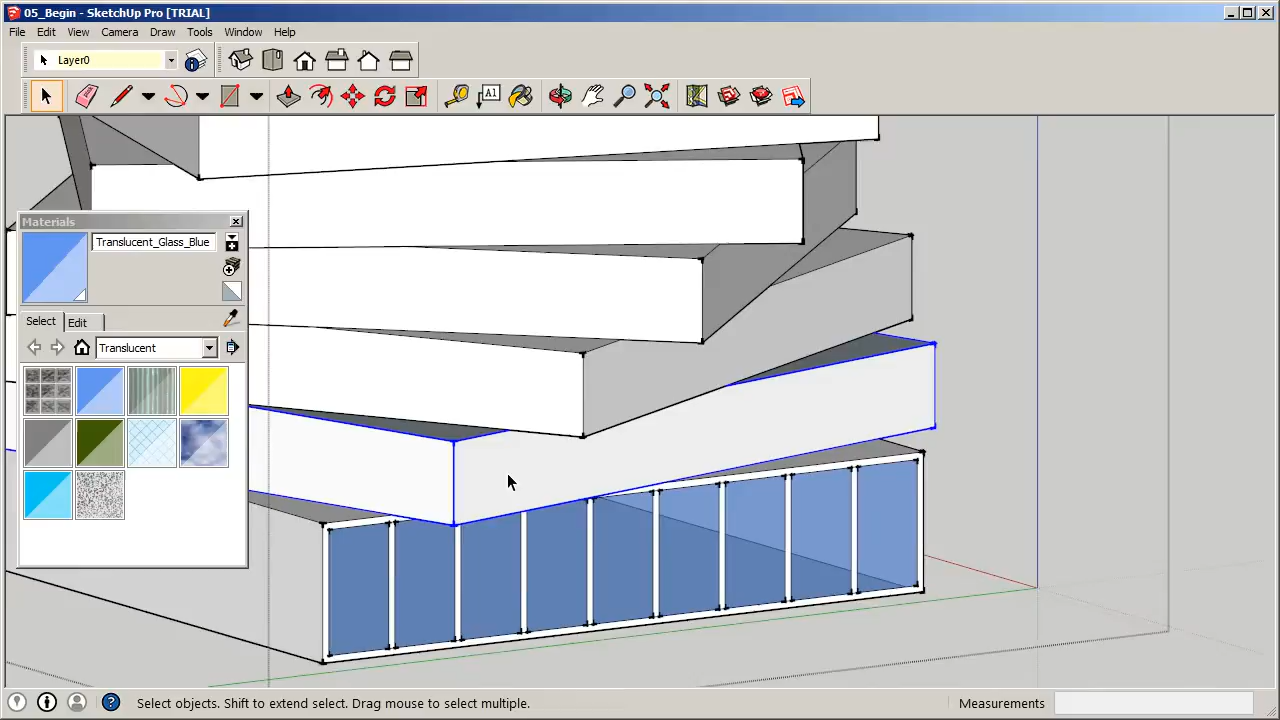 05_Begin - SketchUp Pro [TRIAL]
File Edit View Camera Draw Tools Window Help
Layer0
A1
Materials
Translucent_Glass_Blue
Select Edit
Translucent
Select objects. Shift to extend select. Drag mouse to select multiple.
Measurements